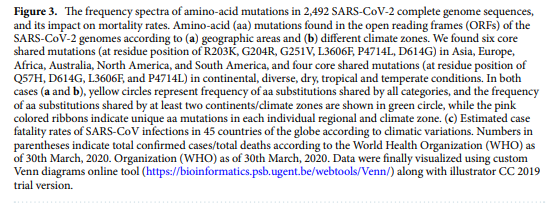 Figure 3. The frequency spectra of amino-acid mutations in 2,492 SARS-CoV-2 complete genome sequences,
and its impact on mortality rates. Amino-acid (aa) mutations found in the open reading frames (ORFs) of the
SARS-CoV-2 genomes according to (a) geographic areas and (b) different climate zones. We found six core
shared mutations (at residue position of R203K, G204R, G251V, L3606F, P4714L, D614G) in Asia, Europe,
Africa, Australia, North America, and South America, and four core shared mutations (at residue position of
Q57H, D614G, L3606F, and P4714L) in continental, diverse, dry, tropical and temperate conditions. In both
cases (a and b), yellow circles represent frequency of aa substitutions shared by all categories, and the frequency
of aa substitutions shared by at least two continents/climate zones are shown in green circle, while the pink
colored ribbons indicate unique aa mutations in each individual regional and climate zone. (c) Estimated case
fatality rates of SARS-CoV infections in 45 countries of the globe according to climatic variations. Numbers in
parentheses indicate total confirmed cases/total deaths according to the World Health Organization (WHO) as
of 30th March, 2020. Organization (WHO) as of 30th March, 2020. Data were finally visualized using custom
Venn diagrams online tool (https://bioinformatics.psb.ugent.be/webtools/Venn/) along with illustrator CC 2019
trial version.